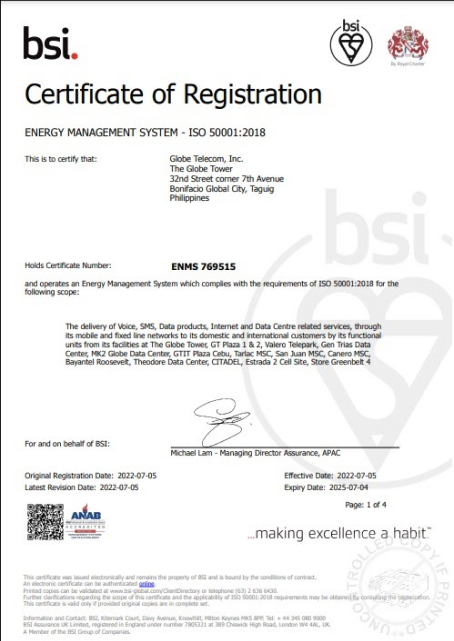 bsi.
bsi
By Royal Charter
Certificate of Registration
ENERGY MANAGEMENT SYSTEM - ISO 50001:2018
This is to certify that:
Globe Telecom, Inc.
The Globe Tower
32nd Street corner 7th Avenue
Bonifacio Global City, Taguig
Philippines
bsi
Holds Certificate Number:
ENMS 769515
and operates an Energy Management System which complies with the requirements of ISO 50001:2018 for the
following scope:
The delivery of Voice, SMS, Data products, Internet and Data Centre related services, through
its mobile and fixed line networks to its domestic and international customers by its functional
units from its facilities at The Globe Tower, GT Plaza 1 & 2, Valero Telepark, Gen Trias Data
Center, MK2 Globe Data Center, GTIT Plaza Cebu, Tarlac MSC, San Juan MSC, Canero MSC,
Bayantel Roosevelt, Theodore Data Center, CITADEL, Estrada 2 Cell Site, Store Greenbelt 4
For and on behalf of BSI:
Michael Lam - Managing Director Assurance, APAC
Original Registration Date: 2022-07-05
Effective Date: 2022-07-05
Latest Revision Date: 2022-07-05
Expiry Date: 2025-07-04
Page: 1 of 4
ANAB
ACCREDITED
...making excellence a habit.™
This certificate was issued electronically and remains the property of BSI and is bound by the conditions of contract.
An electronic certificate can be authenticated online.
Printed copies can be validated at www.bsi-global.com/ClientDirectory or telephone (63) 2 636 6430.
Further clarifications regarding the scope of this certificate and the applicability of ISO 50001:2018 requirements may be obtained by consulting the organization.
This certificate is valid only if provided original copies are in complete set.
Information and Contact: BSI, Kitemark Court, Davy Avenue, Knowlhill, Milton Keynes MK5 8PP. Tel: + 44 345 080 9000
BSI Assurance UK Limited, registered in England under number 7805321 at 389 Chiswick High Road, London W4 4AL, UK.
A Member of the BSI Group of Companies.